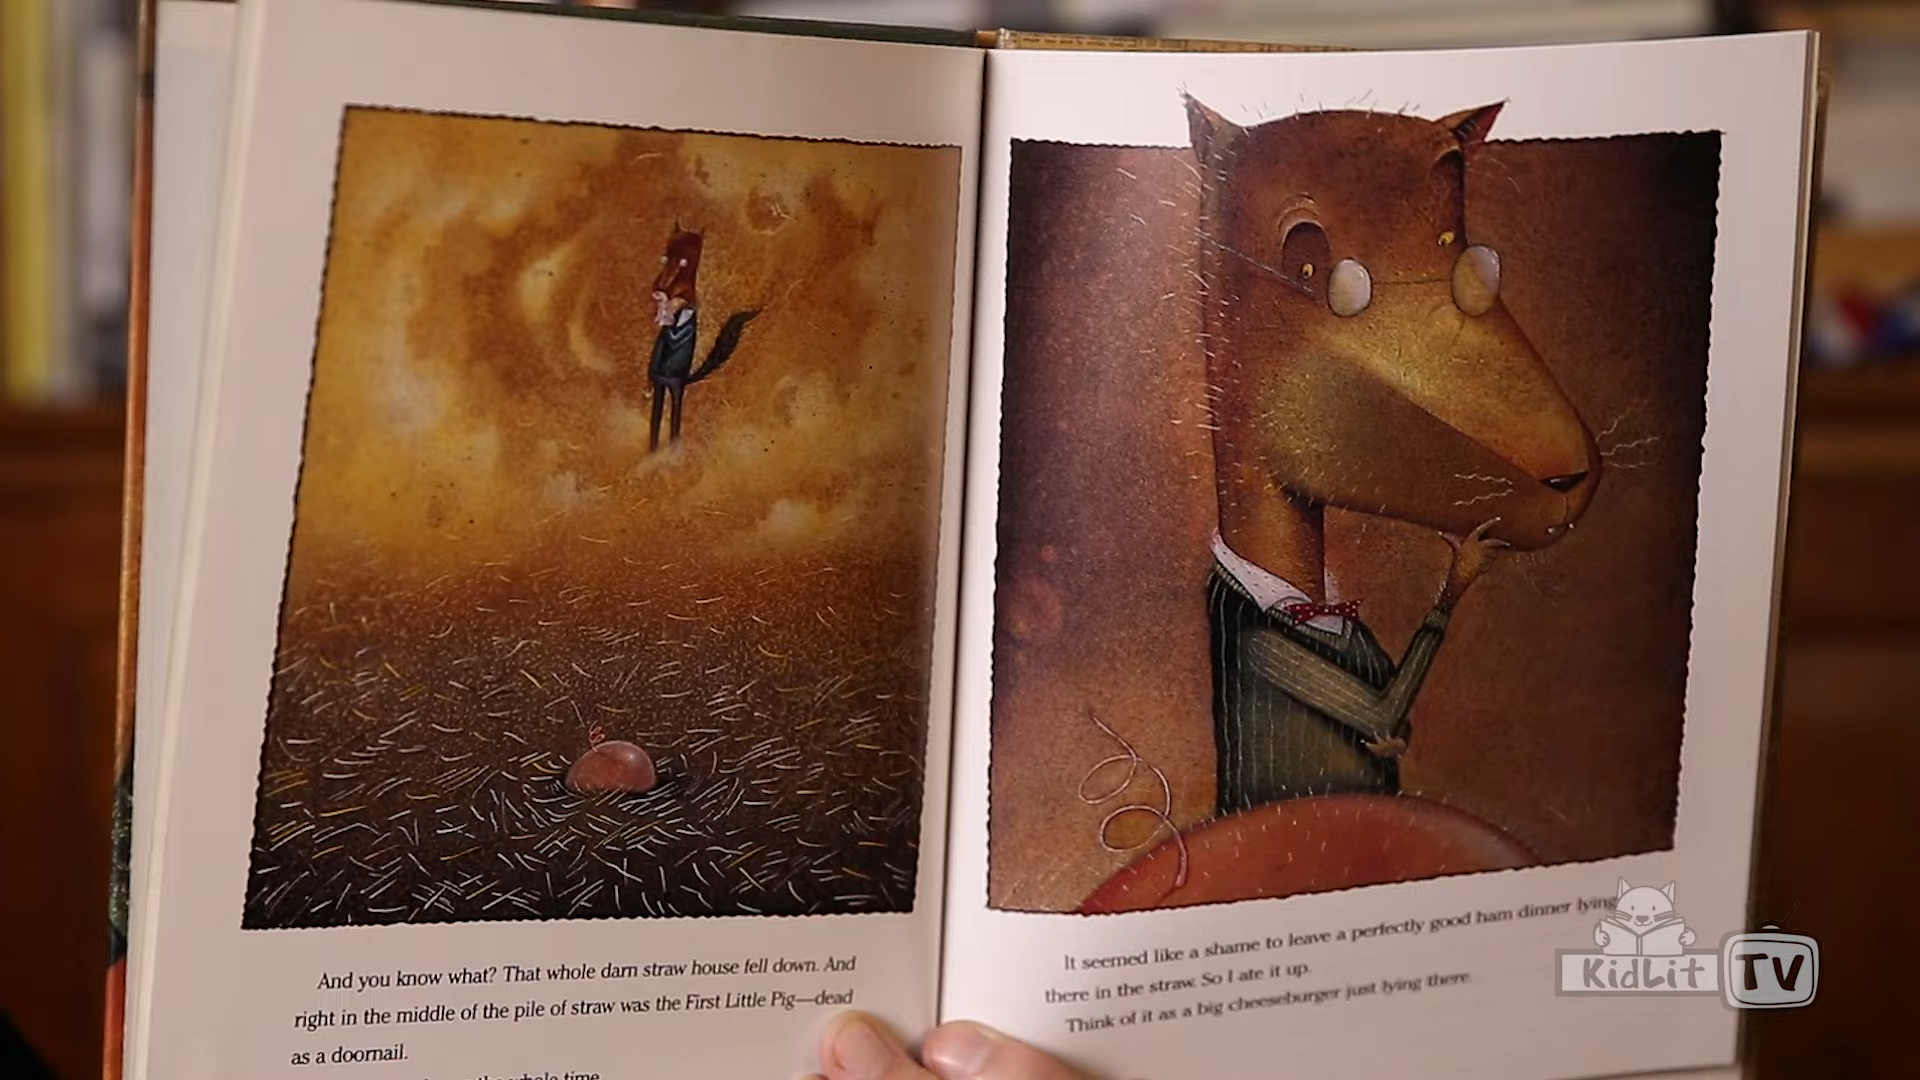 And you know what? That whole darn straw house fell down. And
right in the middle of the pile of straw was the First Little Pig—dead
as a doornail.
the whole time
It seemed like a shame to leave a perfectly good ham dinner lying
there in the straw. So I ate it up.
Think of it as a big cheeseburger just lying there.
KidLit TV